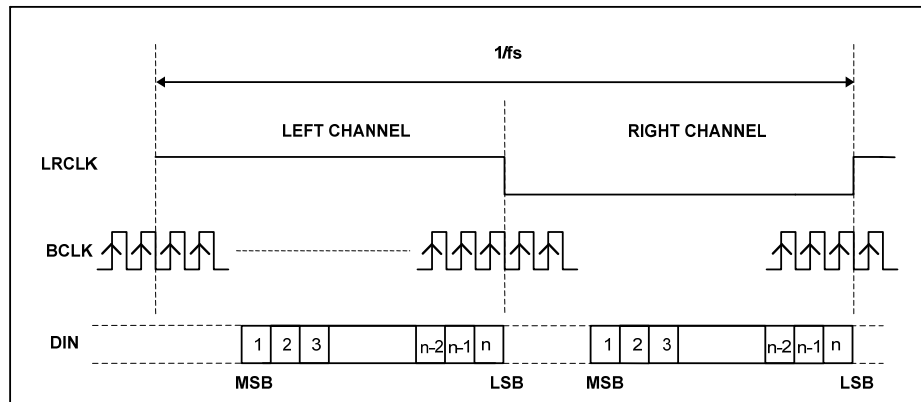 1/fs
LEFT CHANNEL
RIGHT CHANNEL
LRCLK
BCLK
DIN
1 2 3 n-2 n-1 n 1 2 3 n-2 n-1 n
MSB LSB MSB LSB